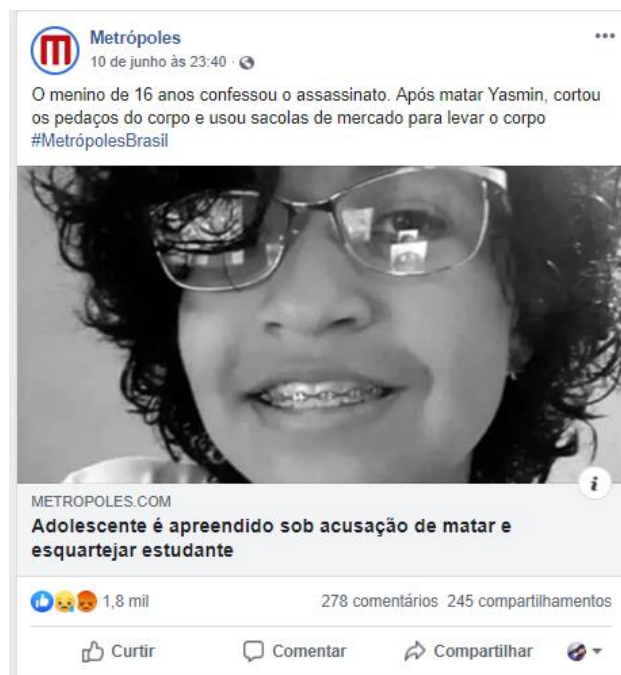 Metrópoles
10 de junho às 23:40 ·
O menino de 16 anos confessou o assassinato. Após matar Yasmin, cortou
os pedaços do corpo e usou sacolas de mercado para levar o corpo
#MetrópolesBrasil
METROPOLES.COM
Adolescente é apreendido sob acusação de matar e
esquartejar estudante
1,8 mil 278 comentários 245 compartilhamentos
Curtir Comentar Compartilhar